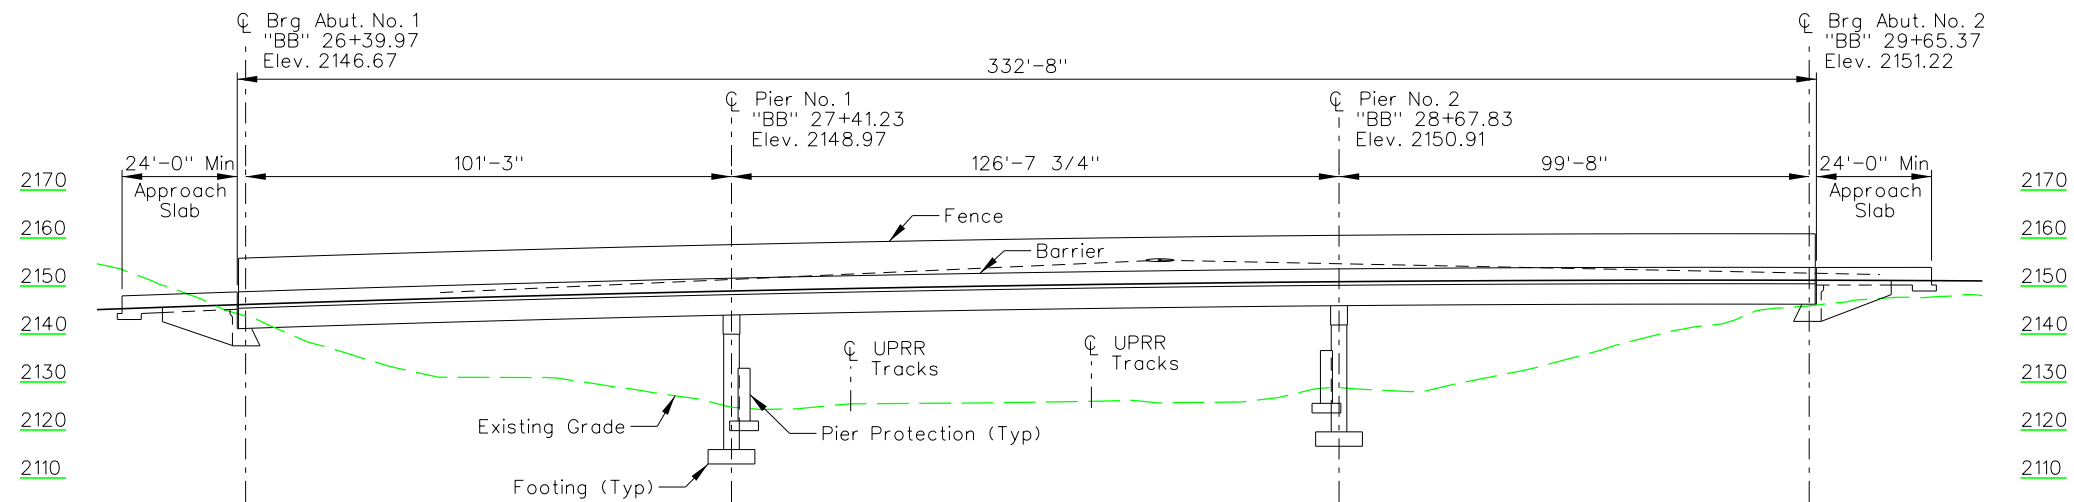 ℄ Brg Abut. No. 1
"BB" 26+39.97
Elev. 2146.67
℄ Brg Abut. No. 2
"BB" 29+65.37
Elev. 2151.22
332'-8"
℄ Pier No. 1
"BB" 27+41.23
Elev. 2148.97
℄ Pier No. 2
"BB" 28+67.83
Elev. 2150.91
24'-0" Min
Approach
Slab
101'-3"
126'-7 3/4"
99'-8"
24'-0" Min
Approach
Slab
2170
2160
2150
2140
2130
2120
2110
2170
2160
2150
2140
2130
2120
2110
Fence
Barrier
℄ UPRR
Tracks
℄ UPRR
Tracks
Existing Grade
Pier Protection (Typ)
Footing (Typ)